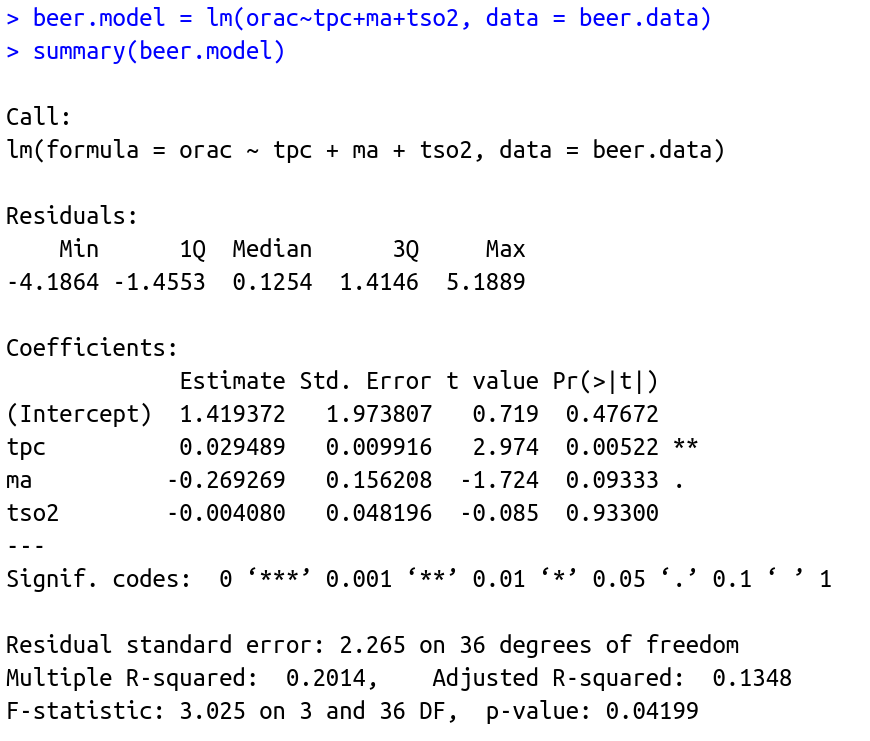 > beer.model = lm(orac~tpc+ma+tso2, data = beer.data)
> summary(beer.model)

Call:
lm(formula = orac ~ tpc + ma + tso2, data = beer.data)

Residuals:
    Min      1Q  Median      3Q     Max
-4.1864 -1.4553  0.1254  1.4146  5.1889

Coefficients:
             Estimate Std. Error t value Pr(>|t|)
(Intercept)  1.419372   1.973807   0.719  0.47672
tpc          0.029489   0.009916   2.974  0.00522 **
ma          -0.269269   0.156208  -1.724  0.09333 .
tso2        -0.004080   0.048196  -0.085  0.93300
---
Signif. codes:  0 ‘***’ 0.001 ‘**’ 0.01 ‘*’ 0.05 ‘.’ 0.1 ‘ ’ 1

Residual standard error: 2.265 on 36 degrees of freedom
Multiple R-squared:  0.2014,    Adjusted R-squared:  0.1348
F-statistic: 3.025 on 3 and 36 DF,  p-value: 0.04199